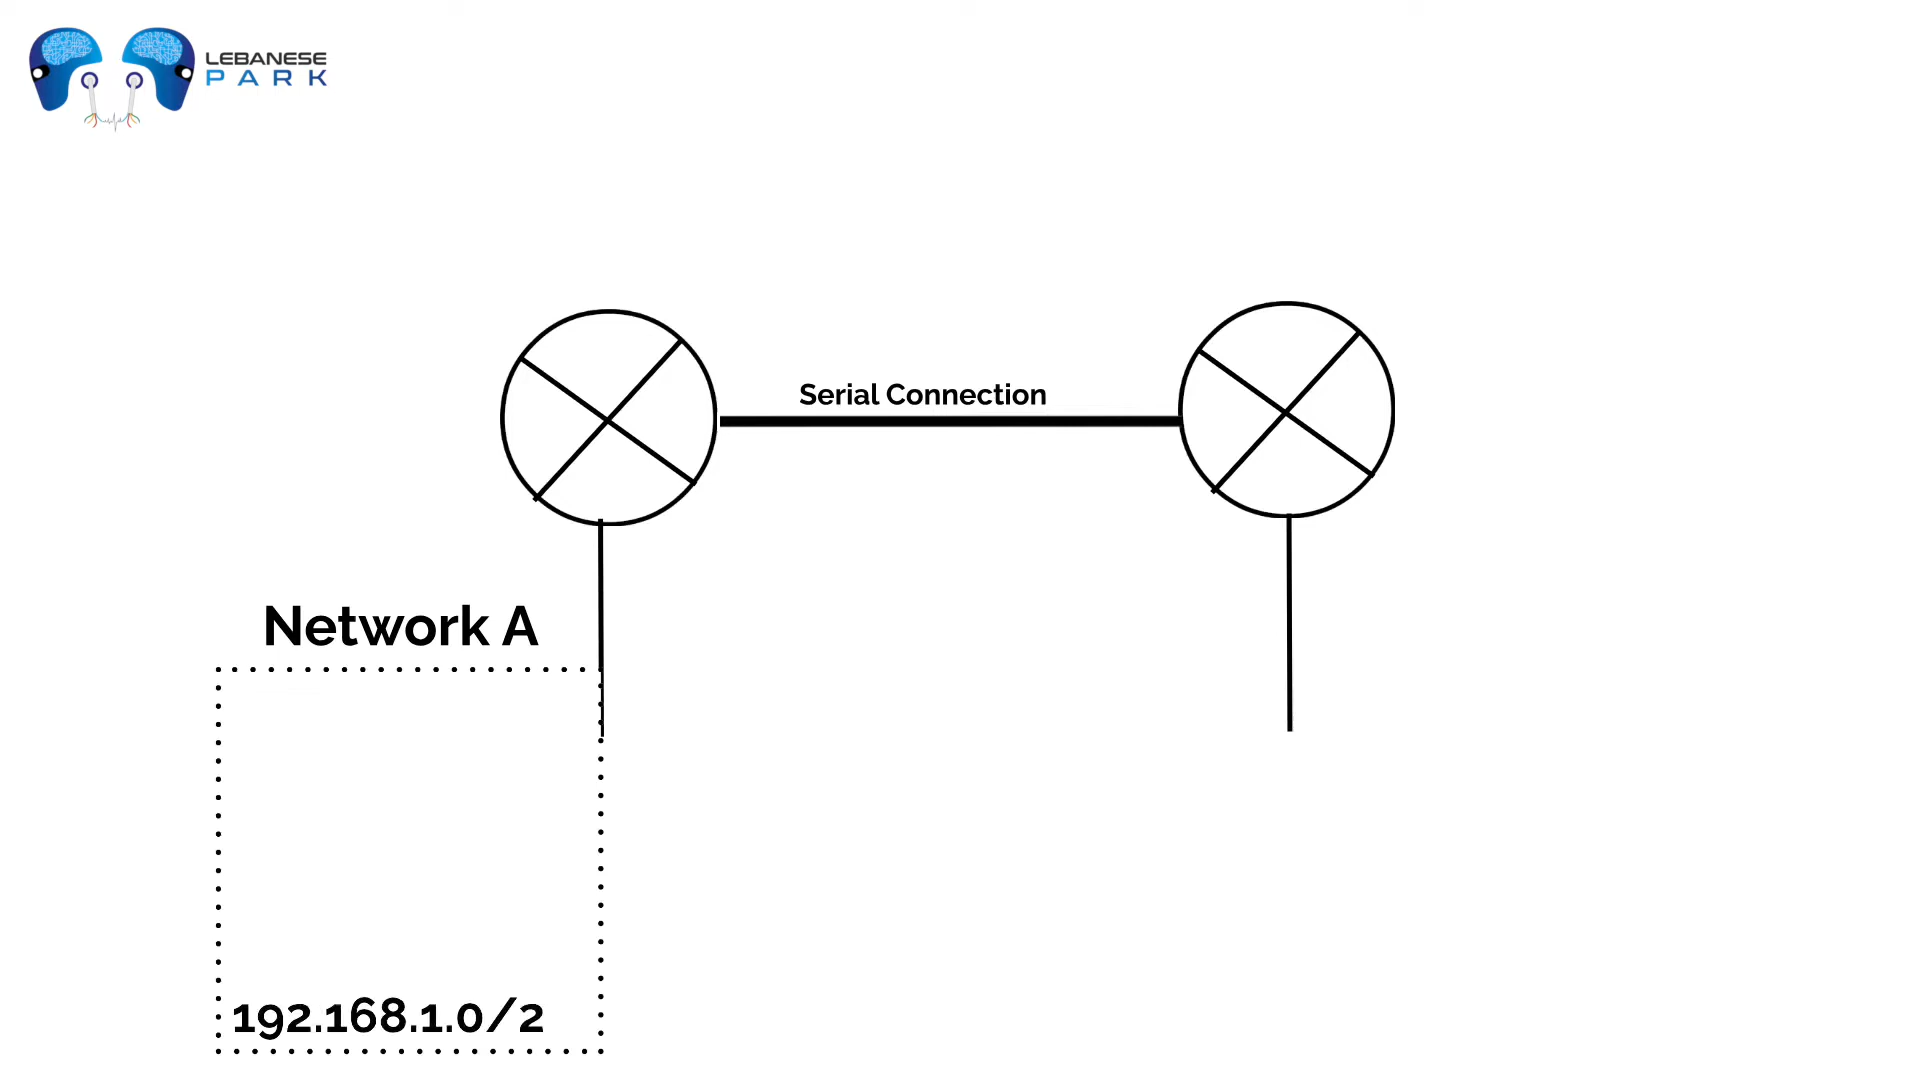 LEBANESE
PARK
Serial Connection
Network A
192.168.1.0/2